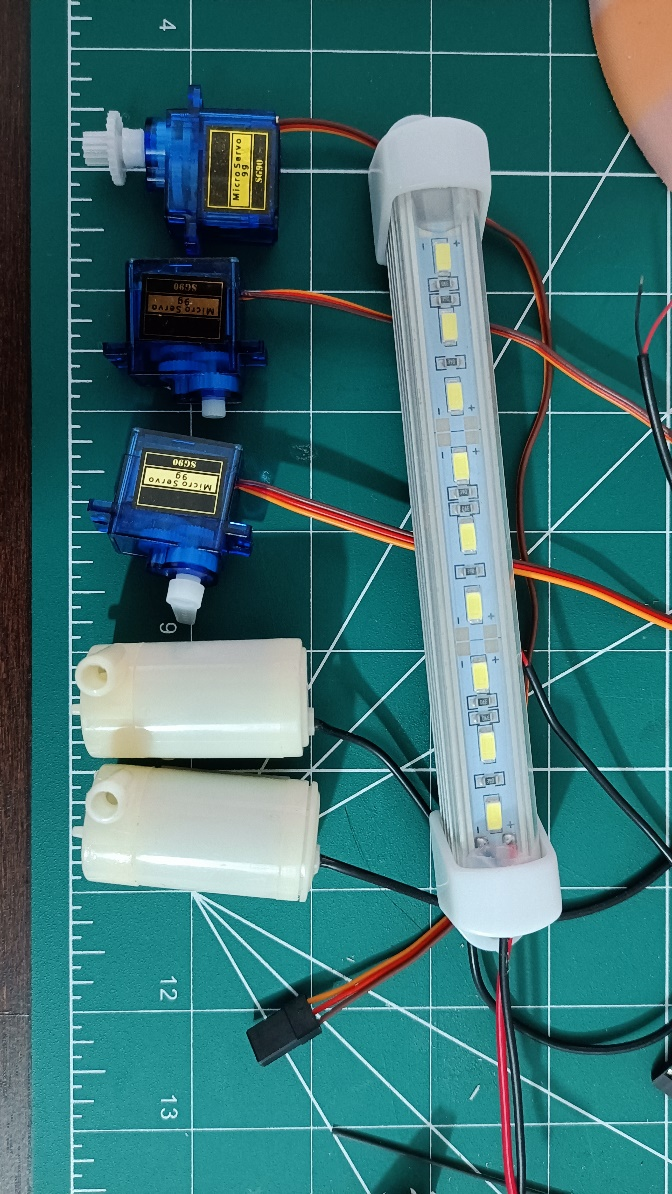 4
Micro Servo
9g
SG90
SG90
Micro Servo
9g
SG90
Micro Servo
9g
9
12
13
- +
- +
- +
- +
- +
- +